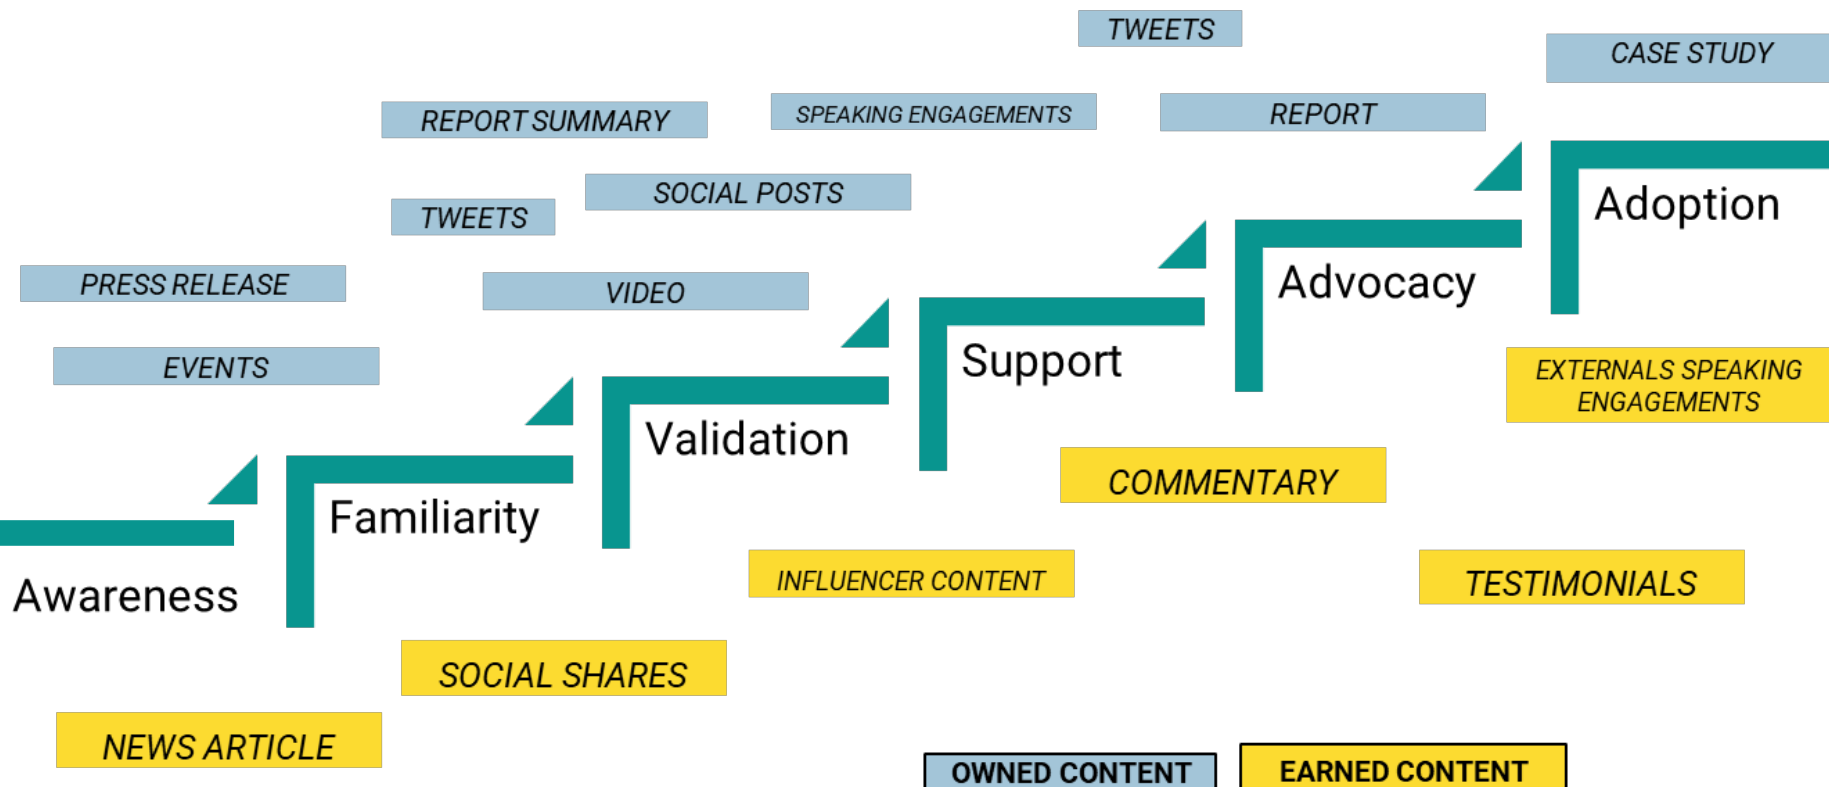 TWEETS
CASE STUDY
REPORT SUMMARY
SPEAKING ENGAGEMENTS
REPORT
SOCIAL POSTS
TWEETS
Adoption
PRESS RELEASE
VIDEO
Advocacy
EVENTS
Support
EXTERNALS SPEAKING
ENGAGEMENTS
Validation
COMMENTARY
Familiarity
INFLUENCER CONTENT
TESTIMONIALS
Awareness
SOCIAL SHARES
NEWS ARTICLE
OWNED CONTENT
EARNED CONTENT